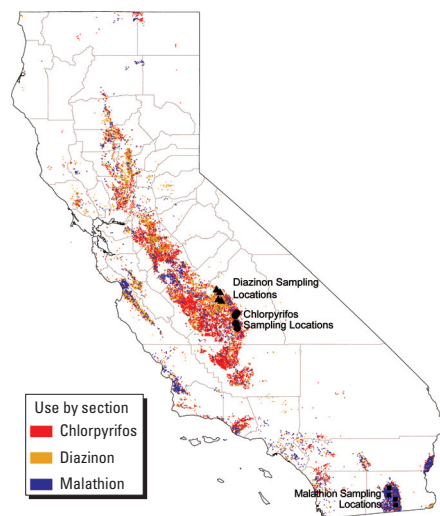 Diazinon Sampling
Locations
Chlorpyrifos
Sampling Locations
Use by section
Chlorpyrifos
Diazinon
Malathion
Malathion Sampling
Locations